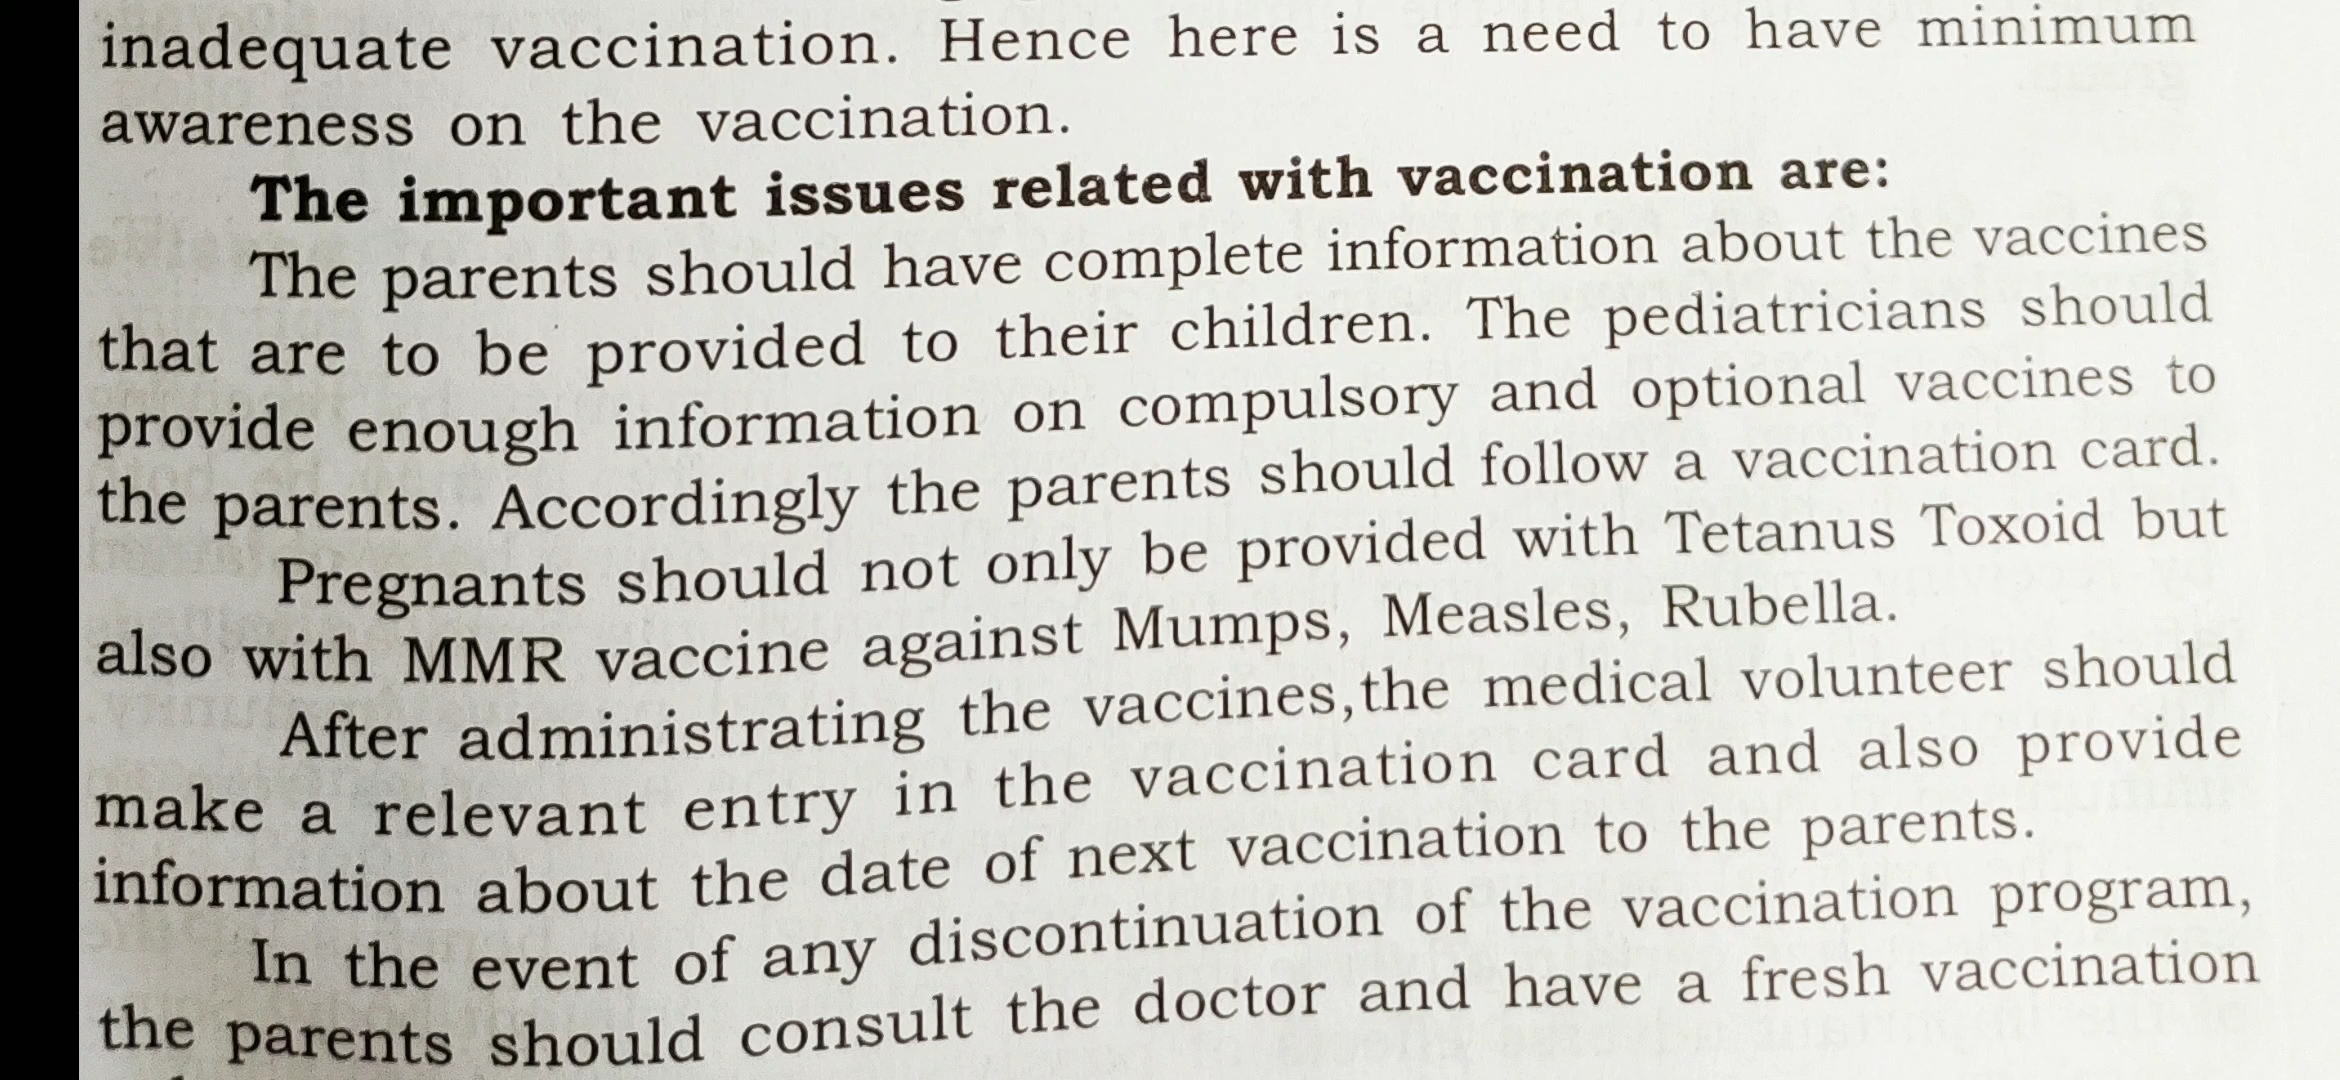 inadequate vaccination. Hence here is a need to have minimum
awareness on the vaccination.
The important issues related with vaccination are:
The parents should have complete information about the vaccines
that are to be provided to their children. The pediatricians should
provide enough information on compulsory and optional vaccines to
the parents. Accordingly the parents should follow a vaccination card.
Pregnants should not only be provided with Tetanus Toxoid but
also with MMR vaccine against Mumps, Measles, Rubella.
After administrating the vaccines,the medical volunteer should
make a relevant entry in the vaccination card and also provide
information about the date of next vaccination to the parents.
In the event of any discontinuation of the vaccination program,
the parents should consult the doctor and have a fresh vaccination